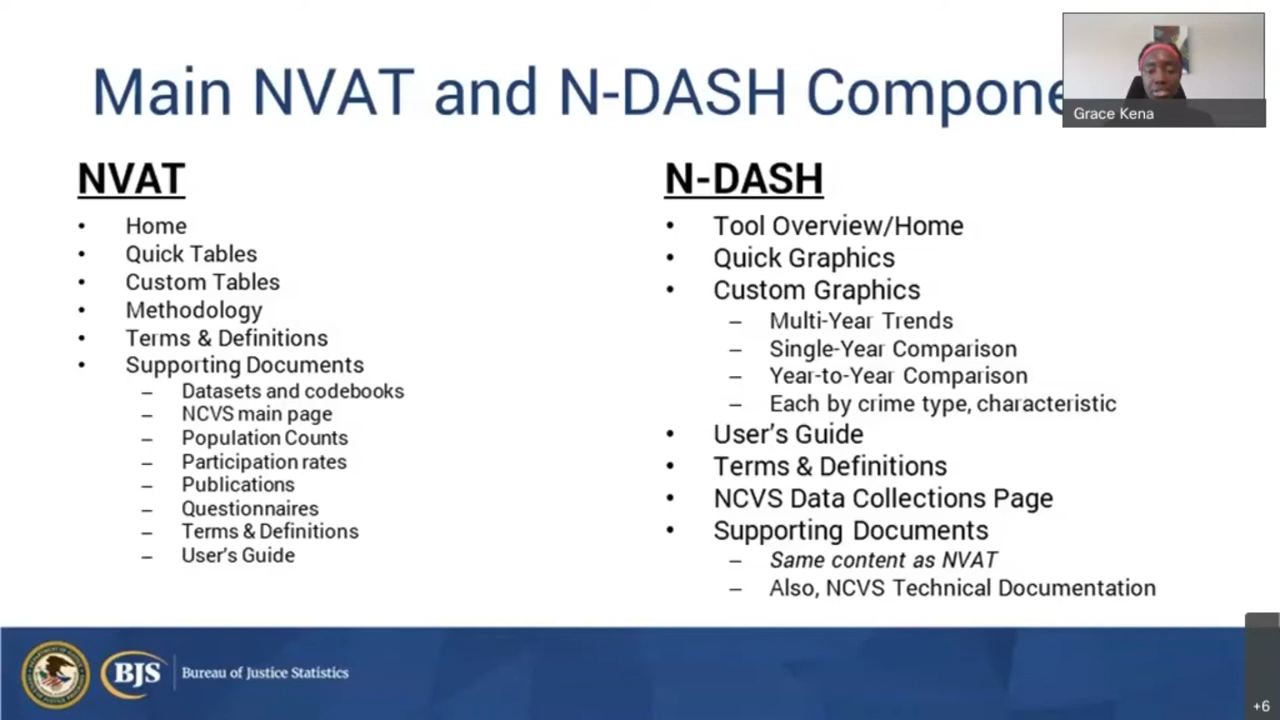 Main NVAT and N-DASH Compone
Grace Kena
NVAT
• Home
• Quick Tables
• Custom Tables
• Methodology
• Terms & Definitions
• Supporting Documents
– Datasets and codebooks
– NCVS main page
– Population Counts
– Participation rates
– Publications
– Questionnaires
– Terms & Definitions
– User's Guide
N-DASH
• Tool Overview/Home
• Quick Graphics
• Custom Graphics
– Multi-Year Trends
– Single-Year Comparison
– Year-to-Year Comparison
– Each by crime type, characteristic
• User's Guide
• Terms & Definitions
• NCVS Data Collections Page
• Supporting Documents
– Same content as NVAT
– Also, NCVS Technical Documentation
BJS
Bureau of Justice Statistics
+6